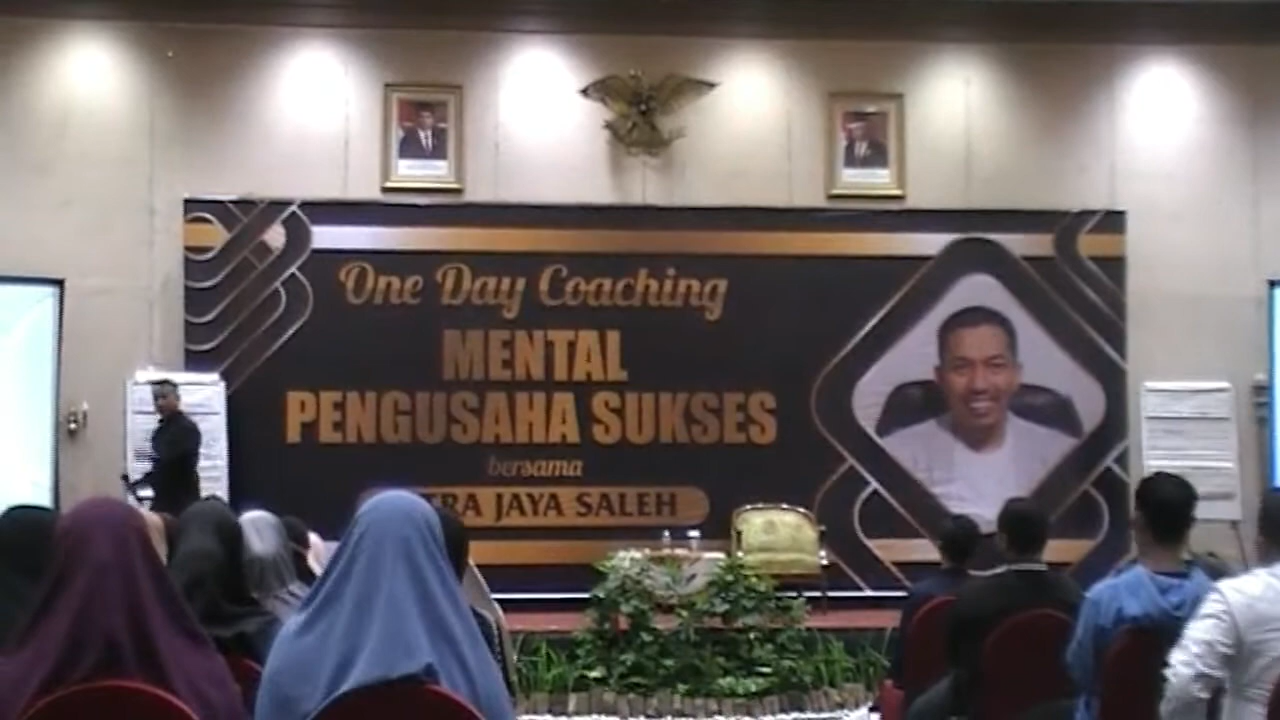 One Day Coaching
MENTAL
PENGUSAHA SUKSES
bersama
JAYA SALEH